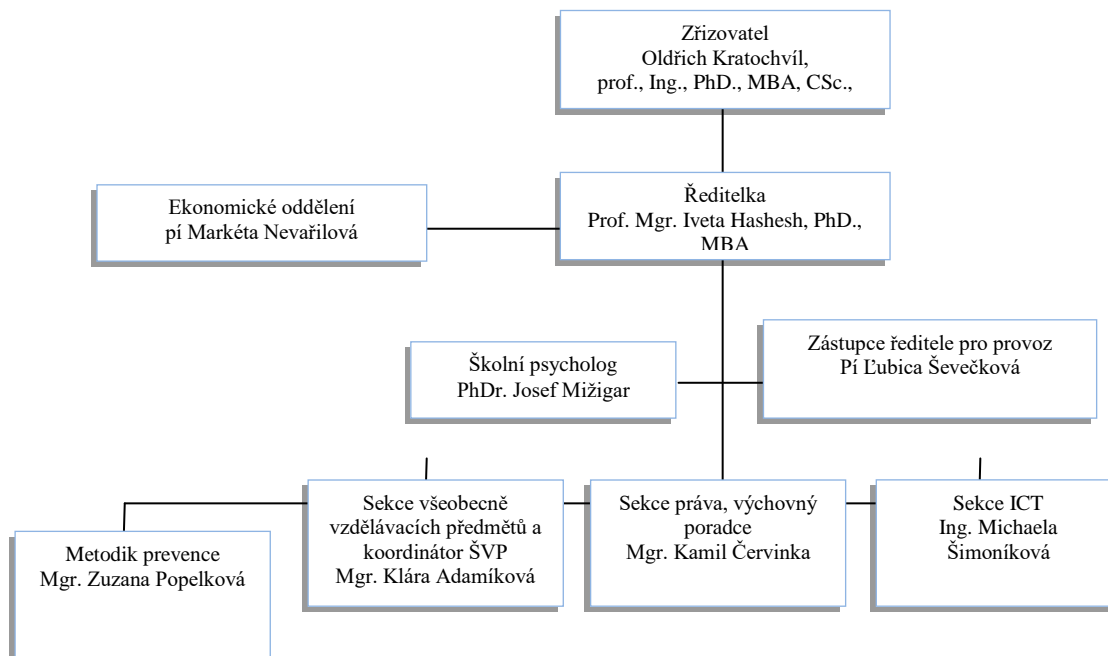 Zřizovatel
Oldřich Kratochvíl,
prof., Ing., PhD., MBA, CSc.,
Ředitelka
Prof. Mgr. Iveta Hashesh, PhD.,
MBA
Ekonomické oddělení
pí Markéta Nevařilová
Školní psycholog
PhDr. Josef Mižigar
Zástupce ředitele pro provoz
Pí Ľubica Ševečková
Metodik prevence
Mgr. Zuzana Popelková
Sekce všeobecně
vzdělávacích předmětů a
koordinátor ŠVP
Mgr. Klára Adamíková
Sekce práva, výchovný
poradce
Mgr. Kamil Červinka
Sekce ICT
Ing. Michaela
Šimoníková